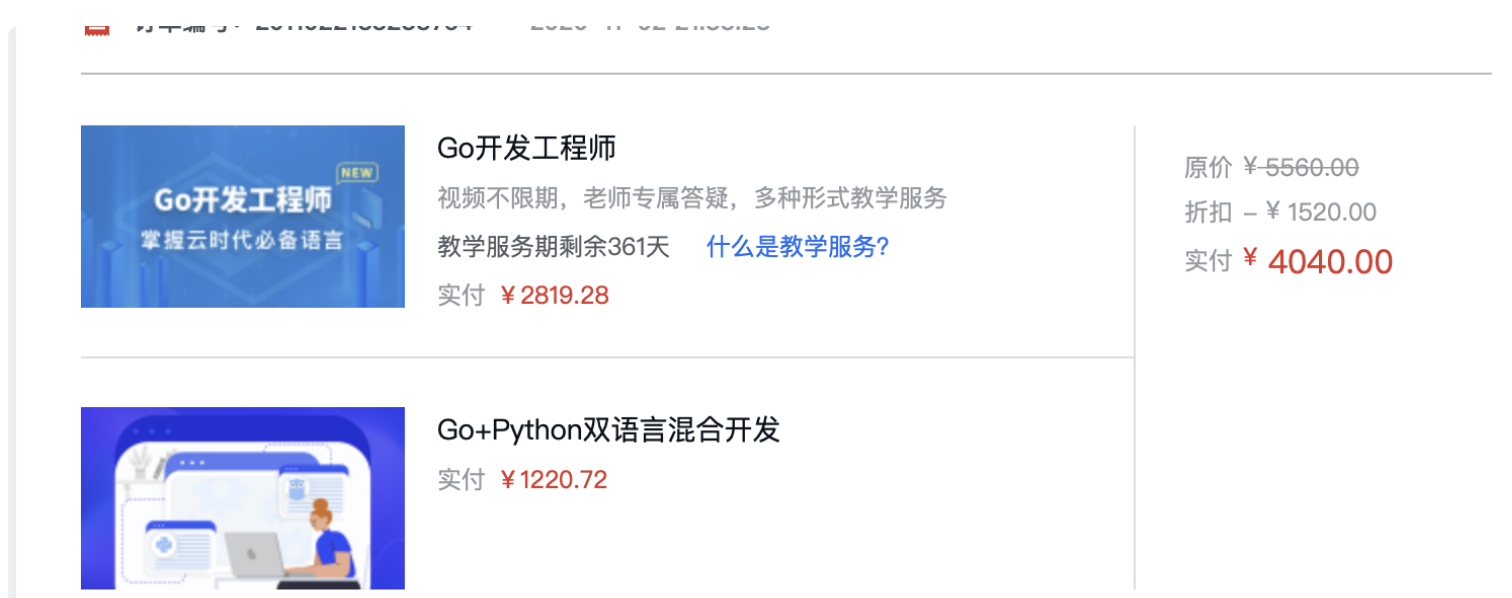 Go开发工程师
NEW
掌握云时代必备语言
Go开发工程师
视频不限期，老师专属答疑，多种形式教学服务
教学服务期剩余361天 什么是教学服务?
实付 ¥2819.28
原价 ¥ 5560.00
折扣 – ¥ 1520.00
实付 ¥ 4040.00
Go+Python双语言混合开发
实付 ¥1220.72